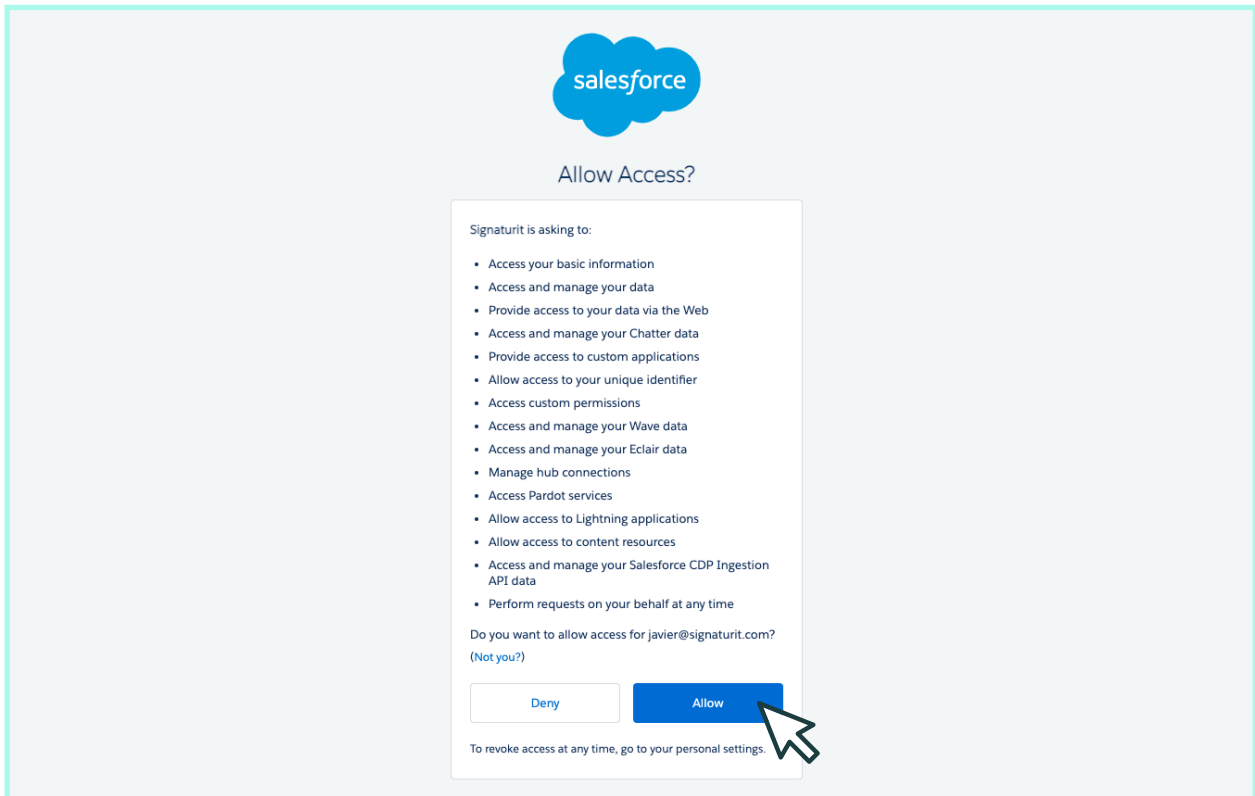 salesforce
Allow Access?
Signaturit is asking to:
• Access your basic information
• Access and manage your data
• Provide access to your data via the Web
• Access and manage your Chatter data
• Provide access to custom applications
• Allow access to your unique identifier
• Access custom permissions
• Access and manage your Wave data
• Access and manage your Eclair data
• Manage hub connections
• Access Pardot services
• Allow access to Lightning applications
• Allow access to content resources
• Access and manage your Salesforce CDP Ingestion
API data
• Perform requests on your behalf at any time
Do you want to allow access for javier@signaturit.com?
(Not you?)
Deny
Allow
To revoke access at any time, go to your personal settings.